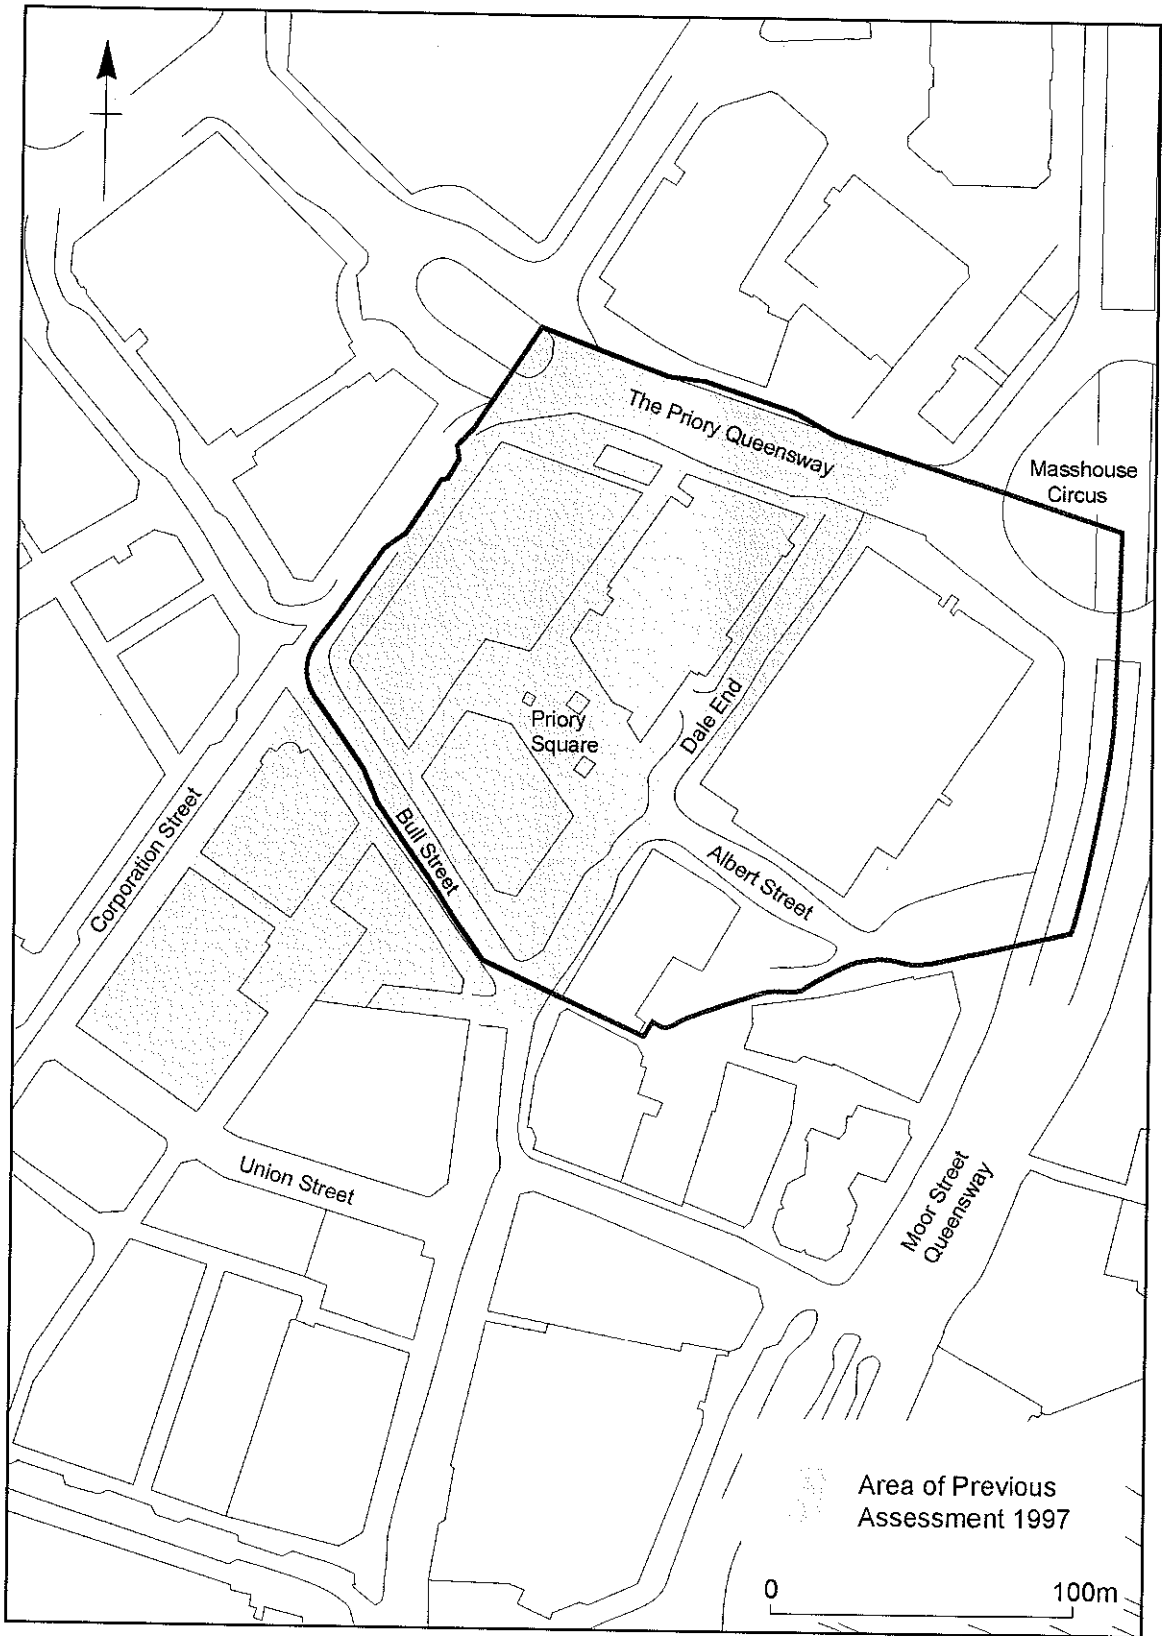 The Priory Queensway
Masshouse
Circus
Priory
Square
Dale End
Bull Street
Albert Street
Corporation Street
Union Street
Moor Street
Queensway
Area of Previous
Assessment 1997
0 100m